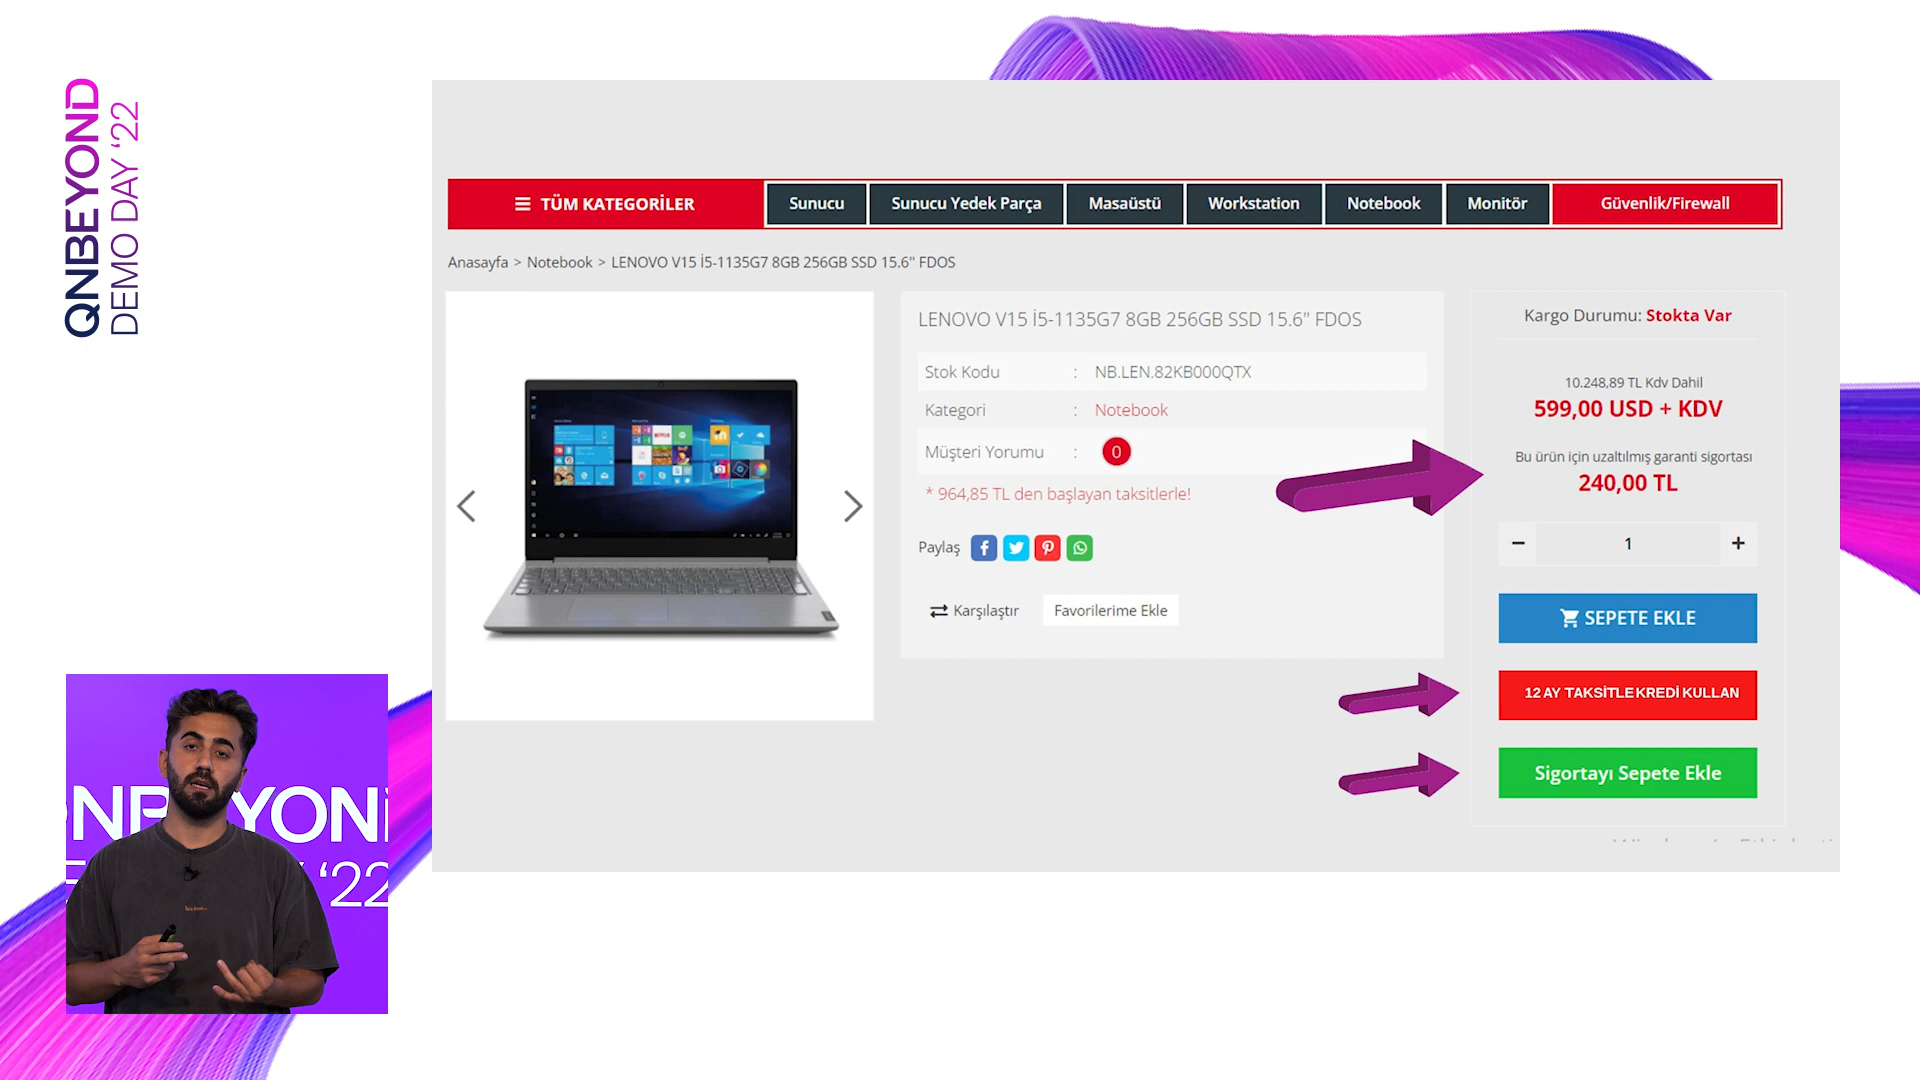 QNBEYOND
DEMO DAY ‘22
TÜM KATEGORİLER
Sunucu
Sunucu Yedek Parça
Masaüstü
Workstation
Notebook
Monitör
Güvenlik/Firewall
Anasayfa > Notebook > LENOVO V15 İ5-1135G7 8GB 256GB SSD 15.6" FDOS
LENOVO V15 İ5-1135G7 8GB 256GB SSD 15.6" FDOS
Stok Kodu : NB.LEN.82KB000QTX
Kategori : Notebook
Müşteri Yorumu : 0
* 964,85 TL den başlayan taksitlerle!
Paylaş
Karşılaştır
Favorilerime Ekle
Kargo Durumu: Stokta Var
10.248,89 TL Kdv Dahil
599,00 USD + KDV
Bu ürün için uzaltılmış garanti sigortası
240,00 TL
− 1 +
SEPETE EKLE
12 AY TAKSİTLE KREDİ KULLAN
Sigortayı Sepete Ekle
‘22